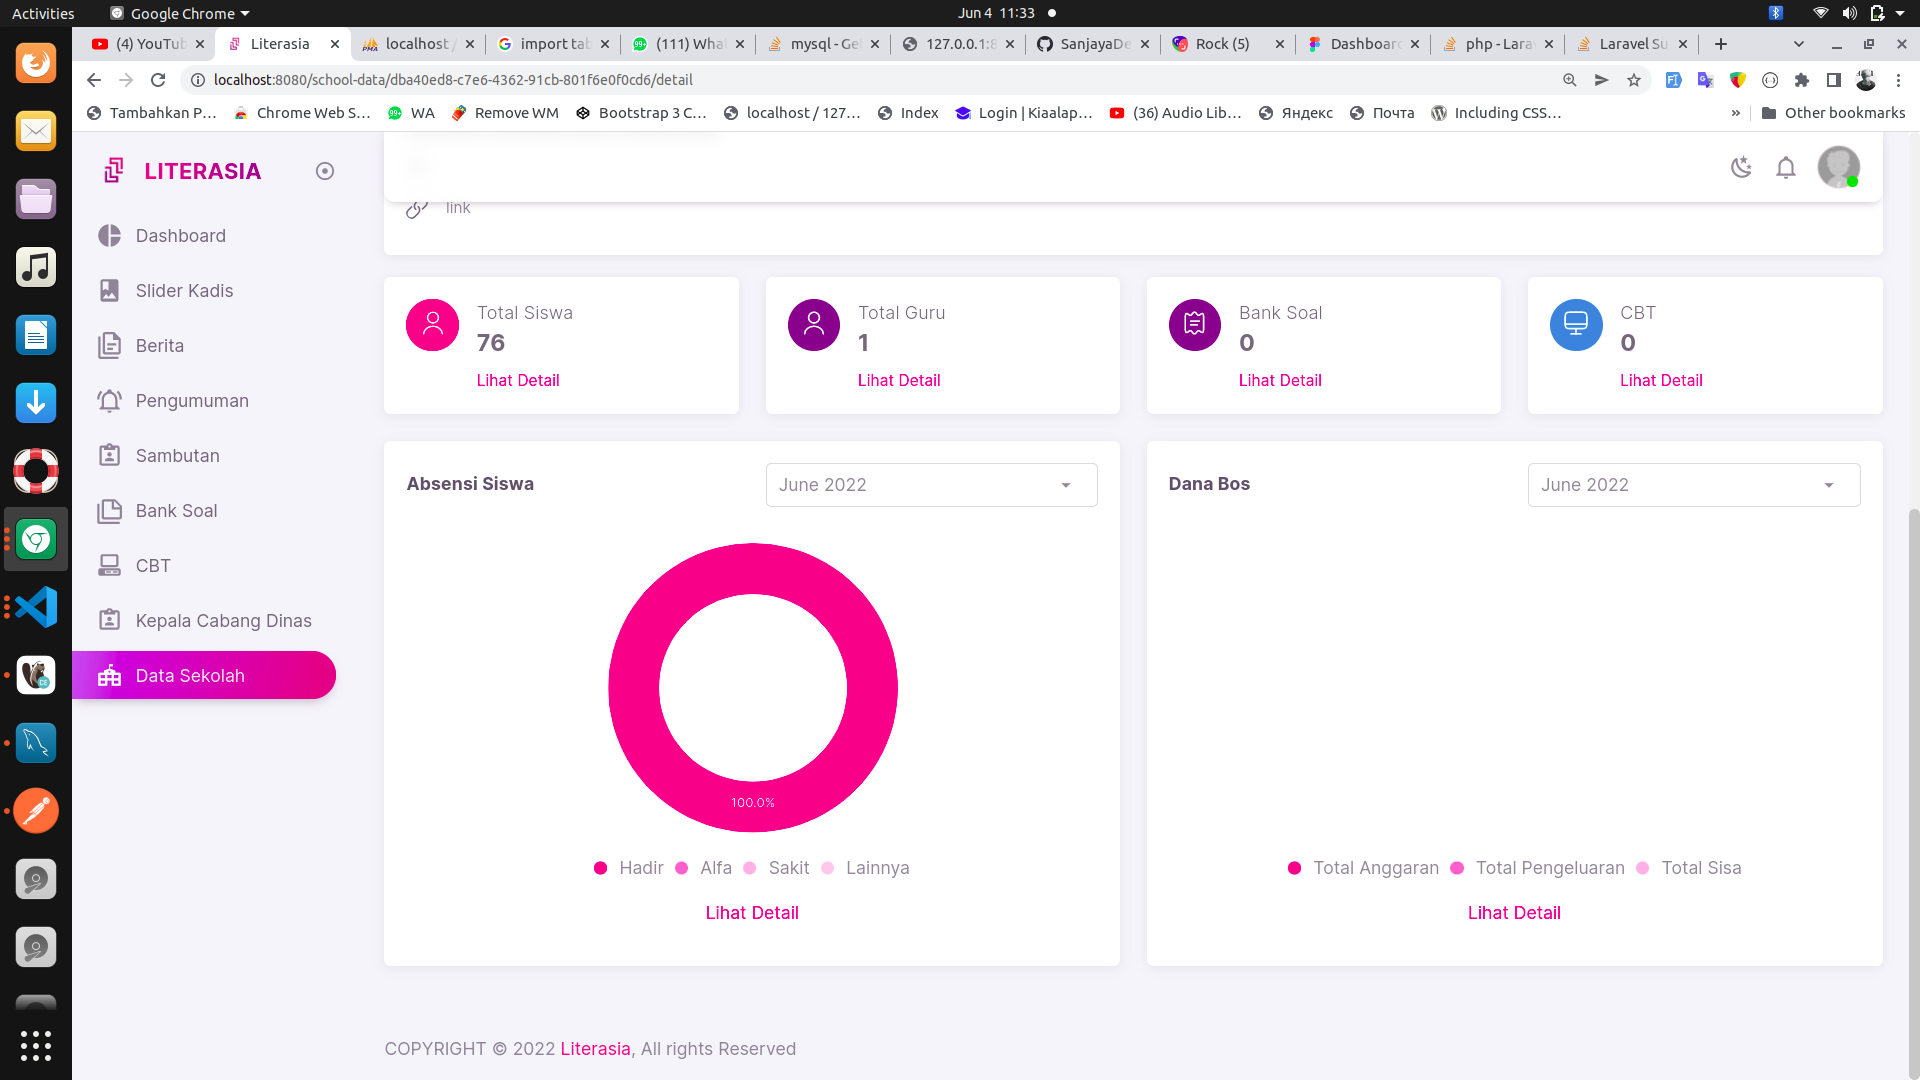 Activities
Google Chrome
Jun 4 11:33
(4) YouTub
Literasia
localhost /
import tab
(111) What
mysql - Ge
127.0.0.1:8
SanjayaDe
Rock (5)
Dashboard
php - Lara
Laravel Su
localhost:8080/school-data/dba40ed8-c7e6-4362-91cb-801f6e0f0cd6/detail
Tambahkan P...
Chrome Web S...
WA
Remove WM
Bootstrap 3 C...
localhost / 127...
Index
Login | Kiaalap...
(36) Audio Lib...
Яндекс
Почта
Including CSS...
»
Other bookmarks
LITERASIA
Dashboard
Slider Kadis
Berita
Pengumuman
Sambutan
Bank Soal
CBT
Kepala Cabang Dinas
Data Sekolah
link
Total Siswa
76
Lihat Detail
Total Guru
1
Lihat Detail
Bank Soal
0
Lihat Detail
CBT
0
Lihat Detail
Absensi Siswa
June 2022
100.0%
Hadir Alfa Sakit Lainnya
Lihat Detail
Dana Bos
June 2022
Total Anggaran Total Pengeluaran Total Sisa
Lihat Detail
COPYRIGHT © 2022 Literasia, All rights Reserved